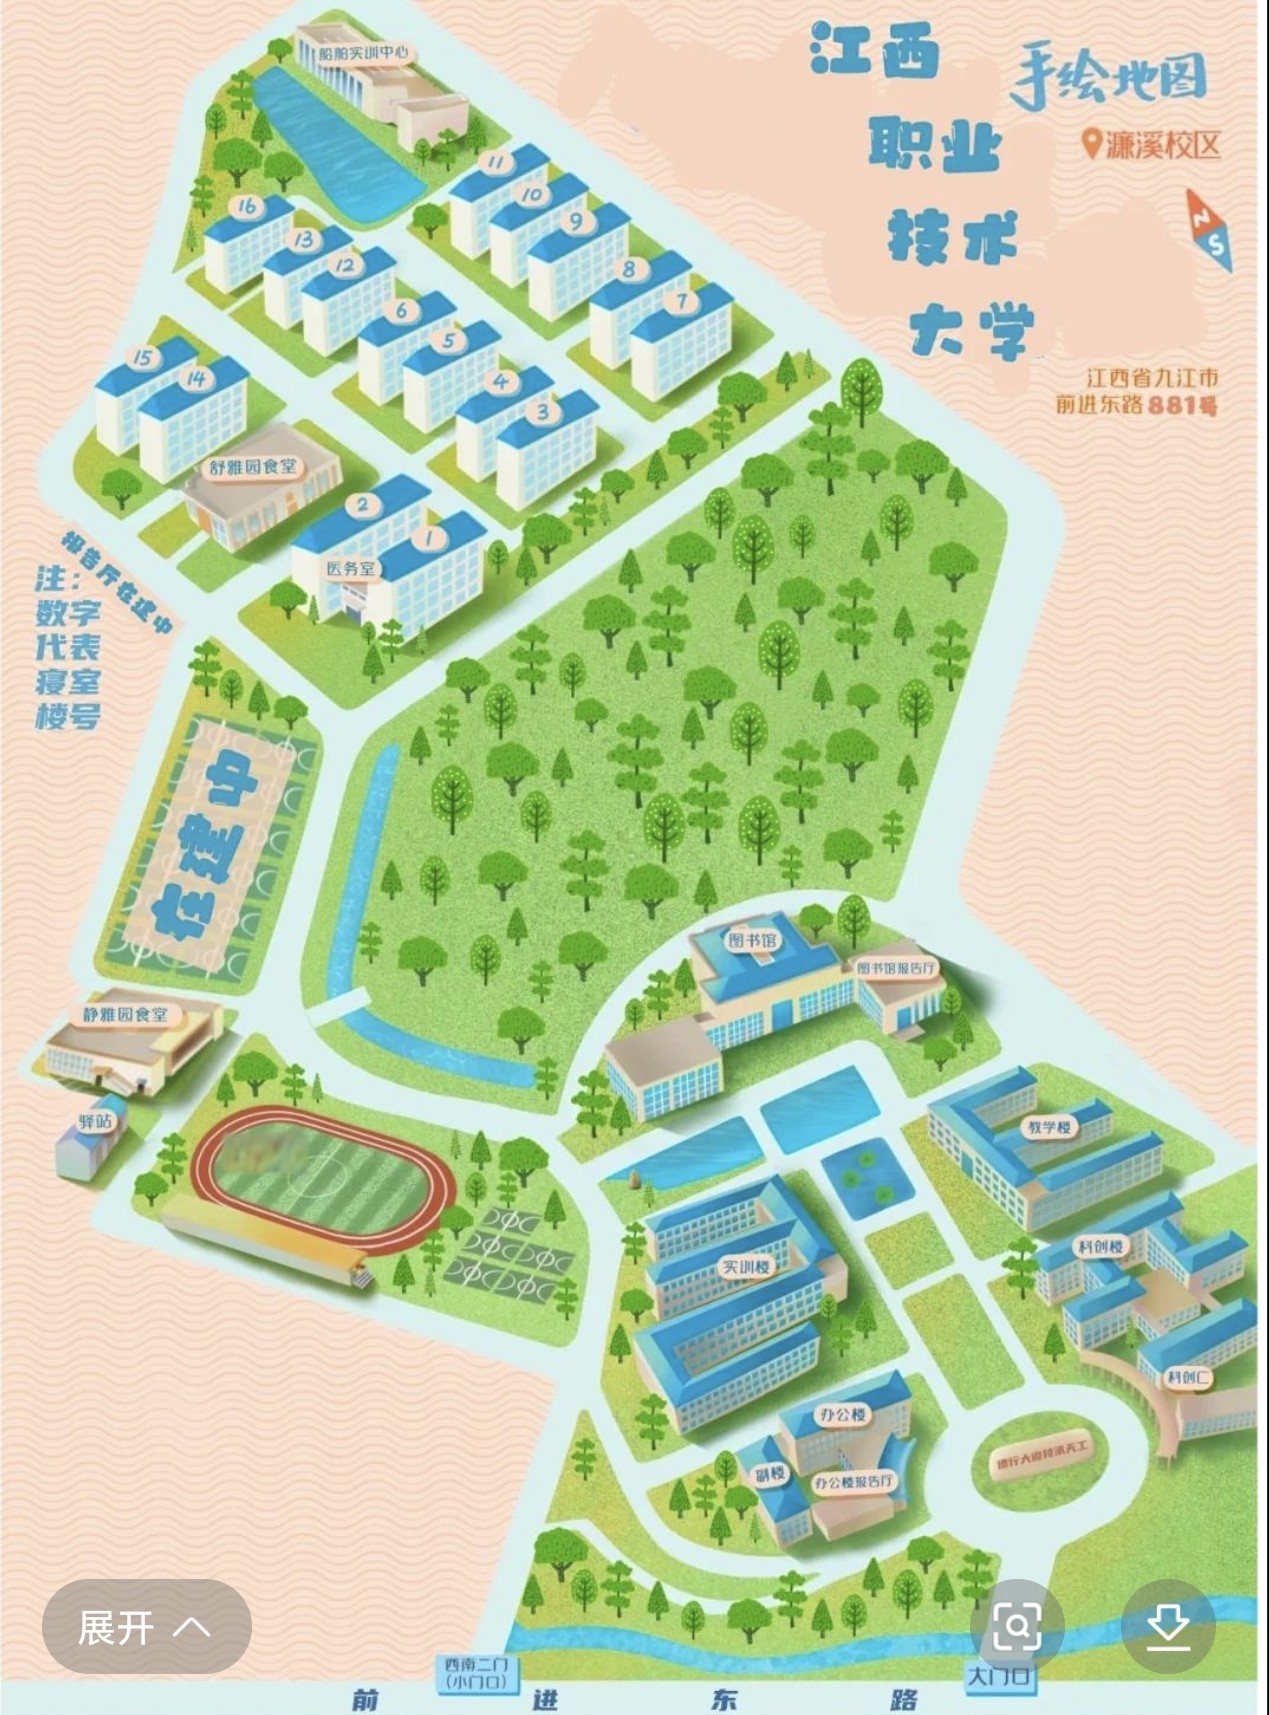 江西
职业
技术
大学
手绘地图
濂溪校区
N
S
江西省九江市
前进东路881号
船舶实训中心
11
10
9
8
7
16
13
12
6
5
4
3
15
14
舒雅园食堂
2
1
医务室
报告厅在建中
注：
数字
代表
寝室
楼号
在建中
静雅园食堂
驿站
图书馆
图书馆报告厅
教学楼
实训楼
科创楼
科创仁
办公楼
副楼
办公楼报告厅
德行大道技承天工
展开
西南二门
（小门口）
大门口
前进东路